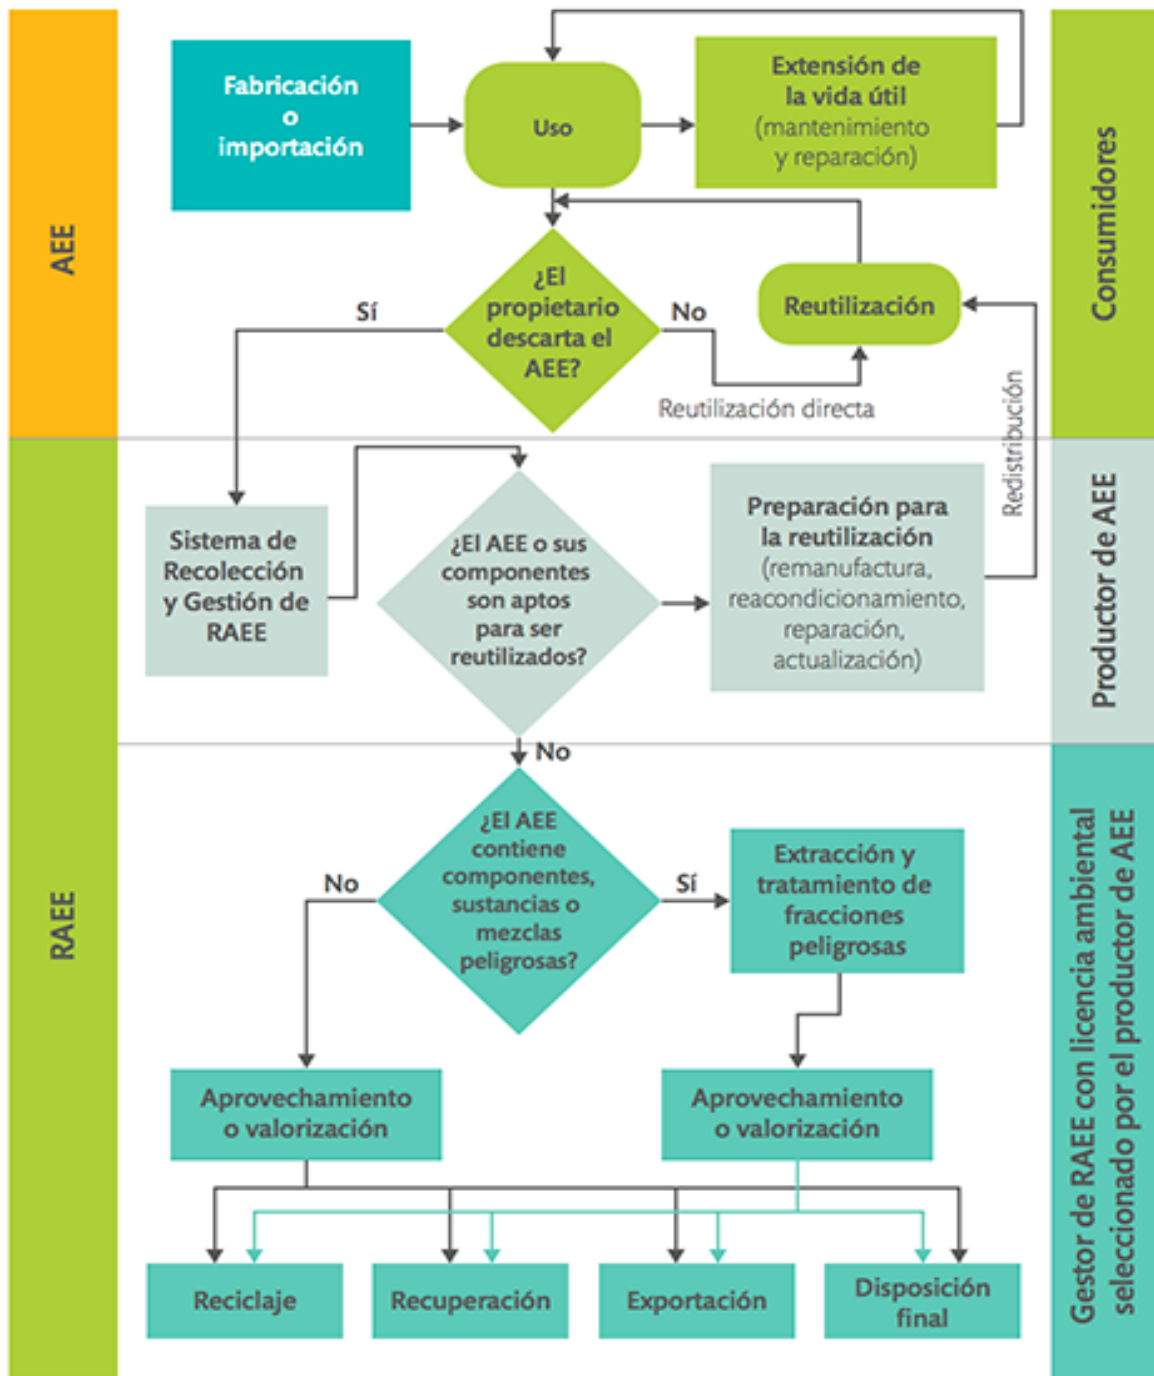 AEE
Fabricación
o
importación
Uso
Extensión de
la vida útil
(mantenimiento
y reparación)
Consumidores
¿El
propietario
descarta el
AEE?
Sí
No
Reutilización
Reutilización directa
Redistribución
RAEE
Sistema de
Recolección
y Gestión de
RAEE
¿El AEE o sus
componentes
son aptos
para ser
reutilizados?
Preparación para
la reutilización
(remanufactura,
reacondicionamiento,
reparación,
actualización)
Productor de AEE
No
¿El AEE
contiene
componentes,
sustancias o
mezclas
peligrosas?
No
Sí
Extracción y
tratamiento de
fracciones
peligrosas
Gestor de RAEE con licencia ambiental
seleccionado por el productor de AEE
Aprovechamiento
o valorización
Aprovechamiento
o valorización
Reciclaje
Recuperación
Exportación
Disposición
final